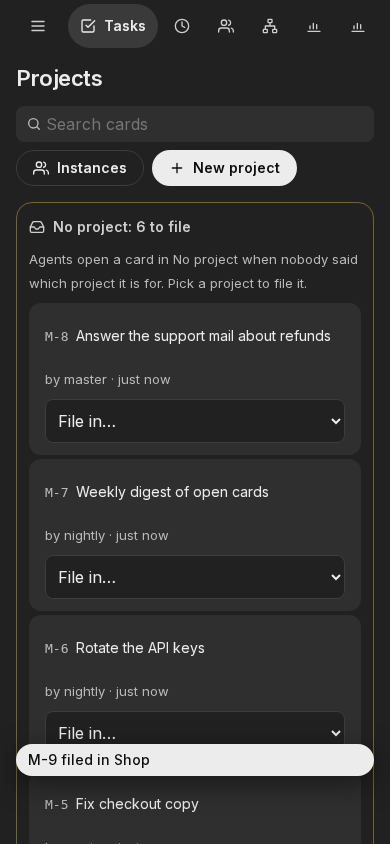 Tasks
Projects
Search cards
Instances
New project
No project: 6 to file
Agents open a card in No project when nobody said
which project it is for. Pick a project to file it.
M-8 Answer the support mail about refunds
by master · just now
File in...
M-7 Weekly digest of open cards
by nightly · just now
File in...
M-6 Rotate the API keys
by nightly · just now
File in...
M-9 filed in Shop
M-5 Fix checkout copy